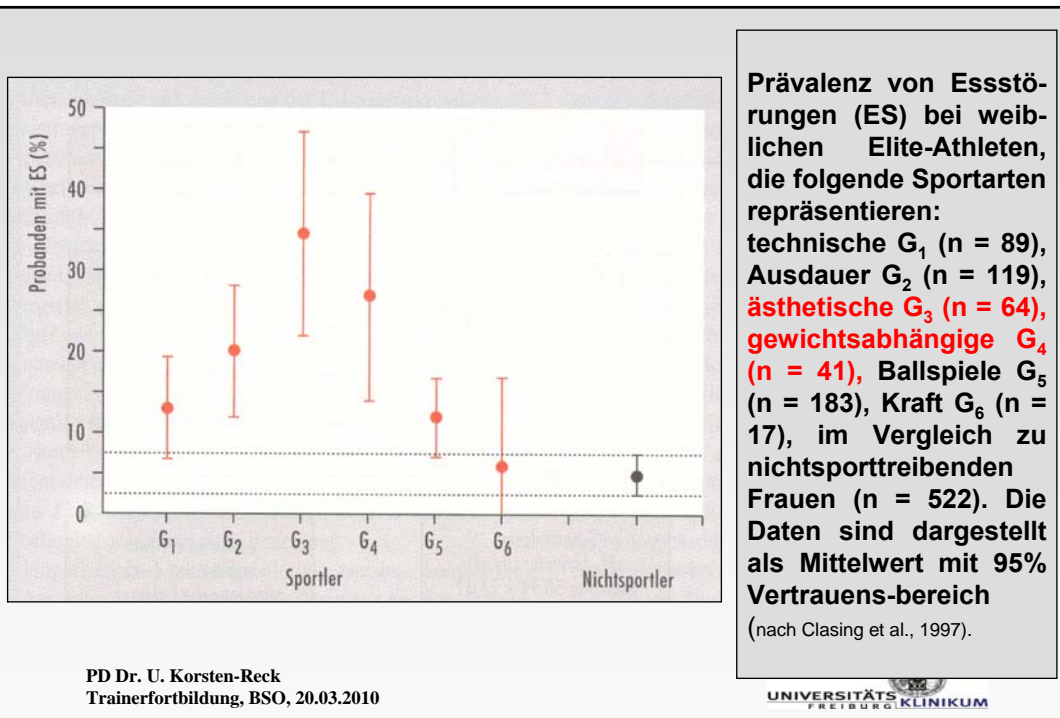 50
40
30
20
10
0
Probanden mit ES (%)
G₁ G₂ G₃ G₄ G₅ G₆
Sportler Nichtsportler
Prävalenz von Essstö-
rungen (ES) bei weib-
lichen Elite-Athleten,
die folgende Sportarten
repräsentieren:
technische G₁ (n = 89),
Ausdauer G₂ (n = 119),
ästhetische G₃ (n = 64),
gewichtsabhängige G₄
(n = 41), Ballspiele G₅
(n = 183), Kraft G₆ (n =
17), im Vergleich zu
nichtsporttreibenden
Frauen (n = 522). Die
Daten sind dargestellt
als Mittelwert mit 95%
Vertrauens-bereich
(nach Clasing et al., 1997).
PD Dr. U. Korsten-Reck
Trainerfortbildung, BSO, 20.03.2010
UNIVERSITÄTS
FREIBURG KLINIKUM